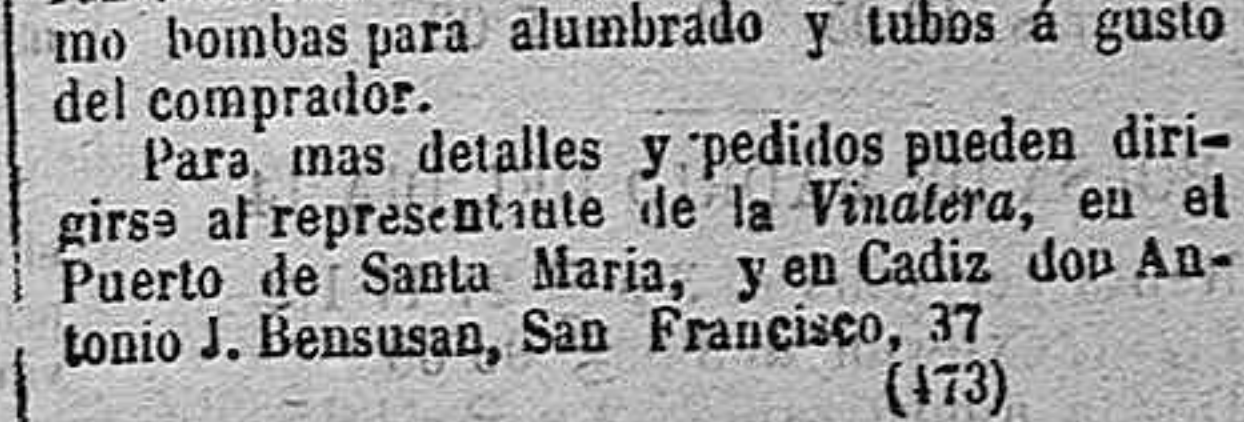 mo bombas para alumbrado y tubos á gusto
del comprador.
Para mas detalles y pedidos pueden diri-
girse al representante de la Vinatera, en el
Puerto de Santa Maria, y en Cadiz don An-
tonio J. Bensusan, San Francisco, 37
(473)